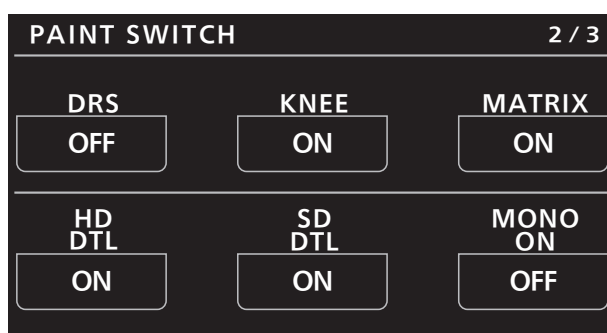 PAINT SWITCH 2/3
DRS KNEE MATRIX
OFF ON ON
HD SD MONO
DTL DTL ON
ON ON OFF